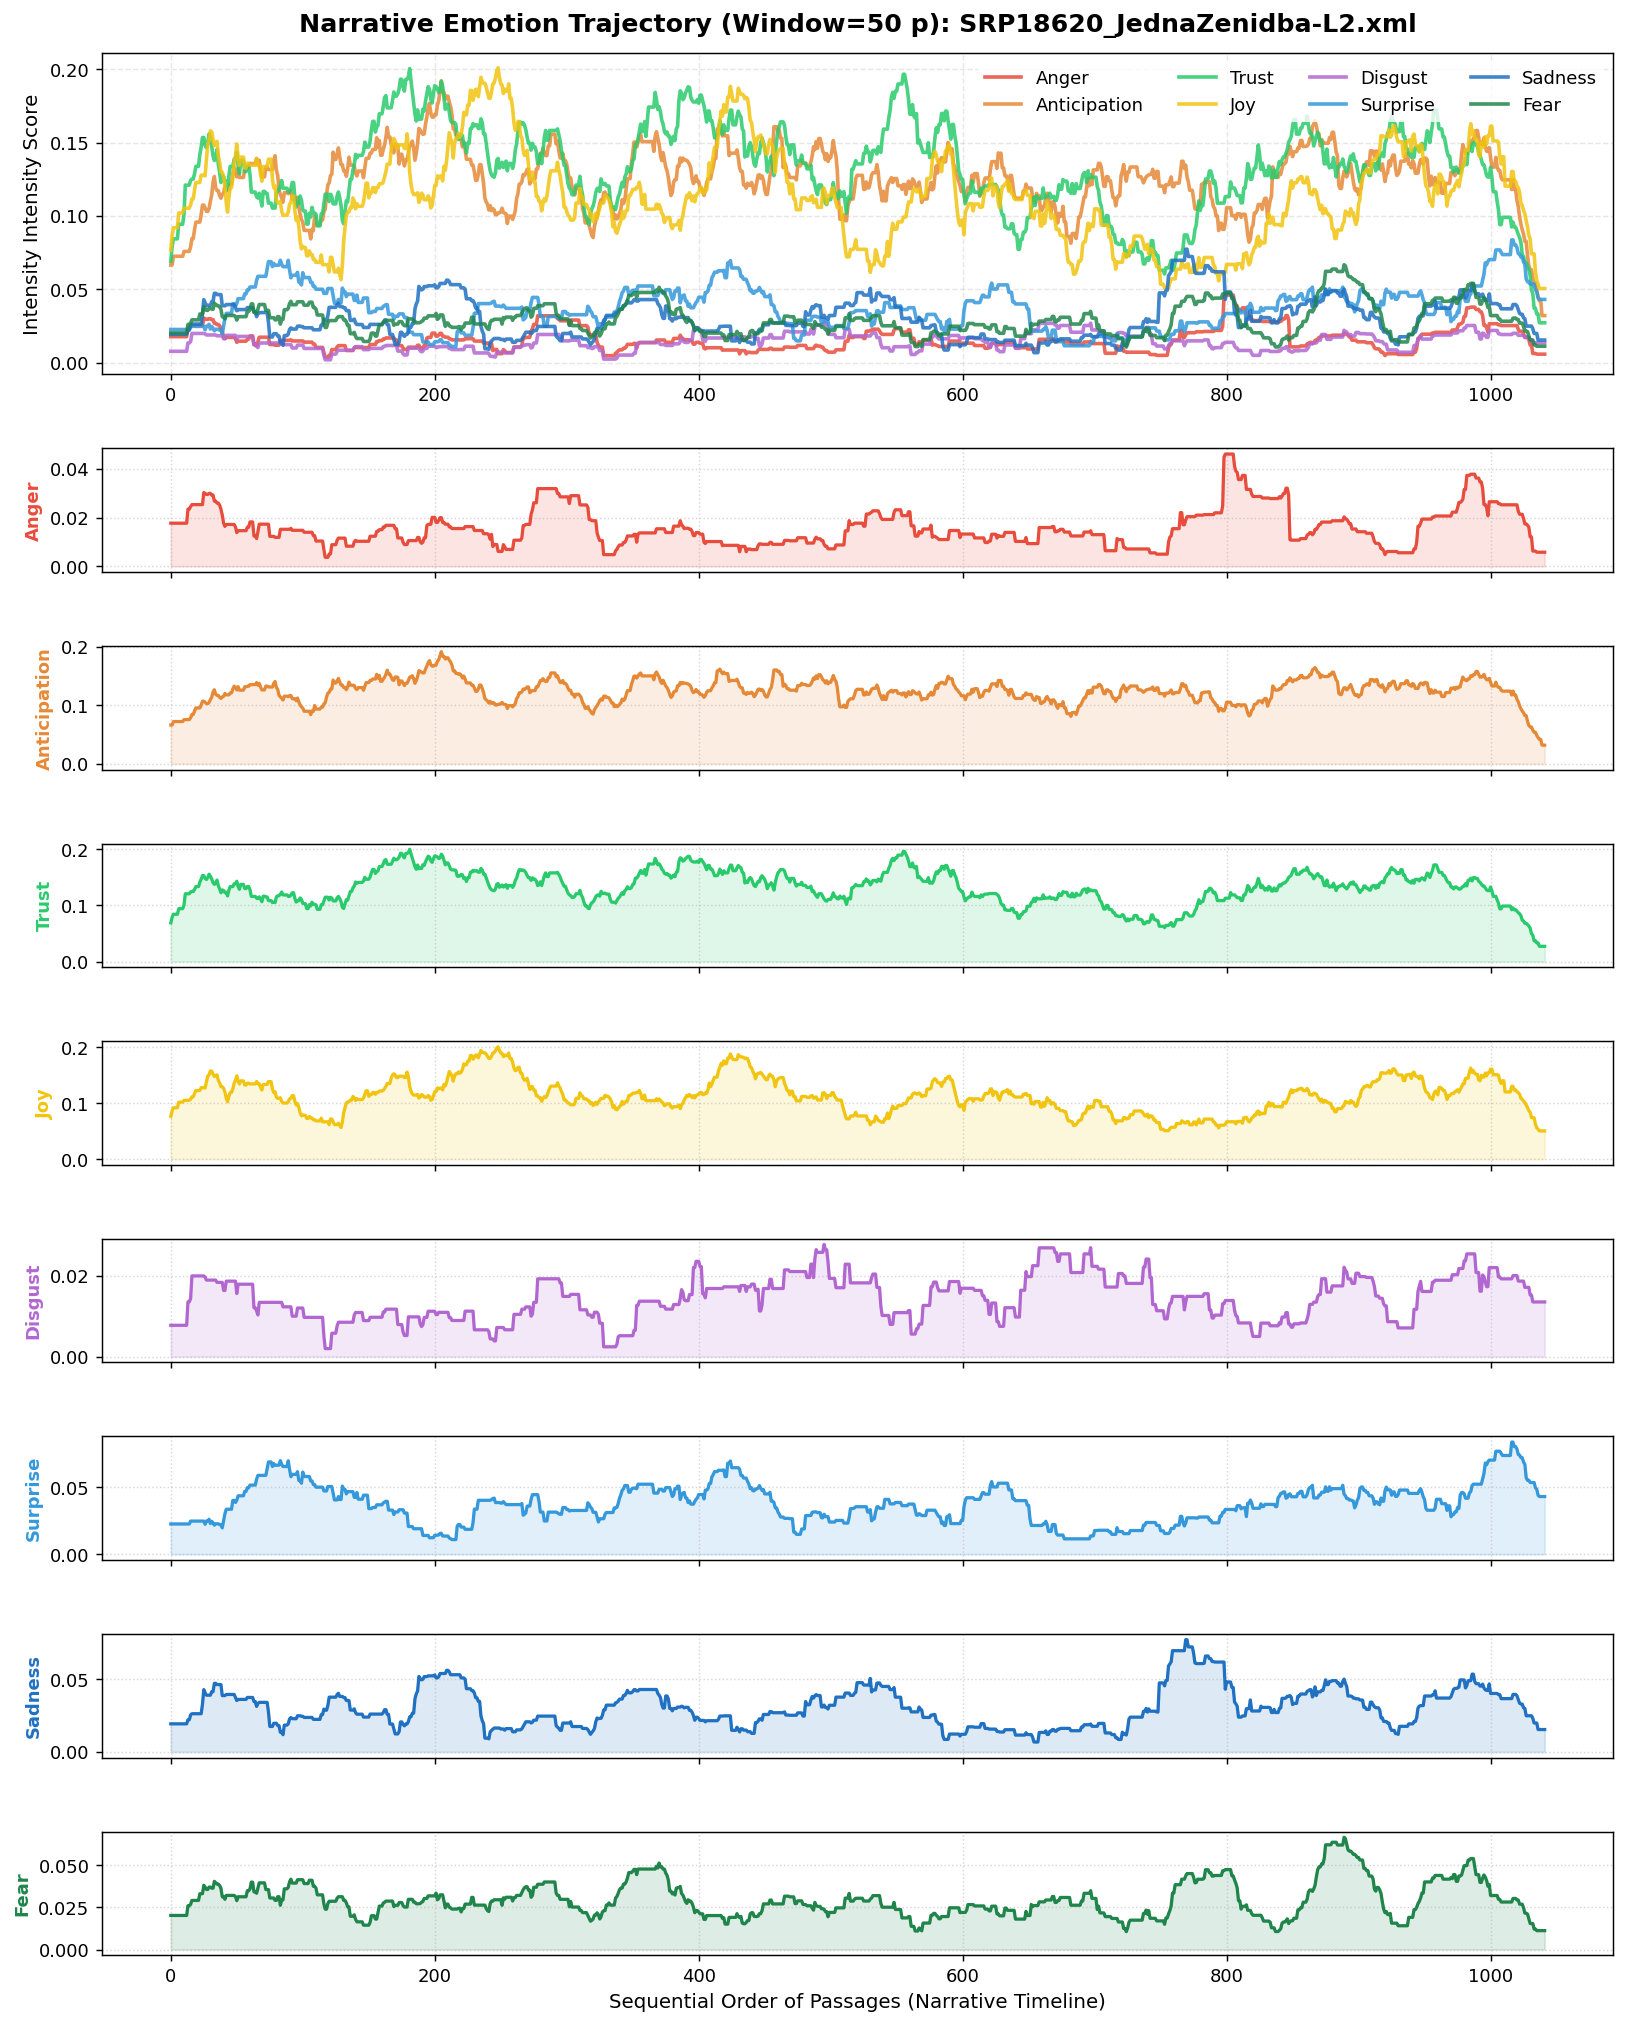 Narrative Emotion Trajectory (Window=50 p): SRP18620_JednaZenidba-L2.xml
Intensity Intensity Score
0.20
0.15
0.10
0.05
0.00
Anger Trust Disgust Sadness
Anticipation Joy Surprise Fear
0 200 400 600 800 1000
Anger
0.04
0.02
0.00
Anticipation
0.2
0.1
0.0
Trust
0.2
0.1
0.0
Joy
0.2
0.1
0.0
Disgust
0.02
0.00
Surprise
0.05
0.00
Sadness
0.05
0.00
Fear
0.050
0.025
0.000
0 200 400 600 800 1000
Sequential Order of Passages (Narrative Timeline)